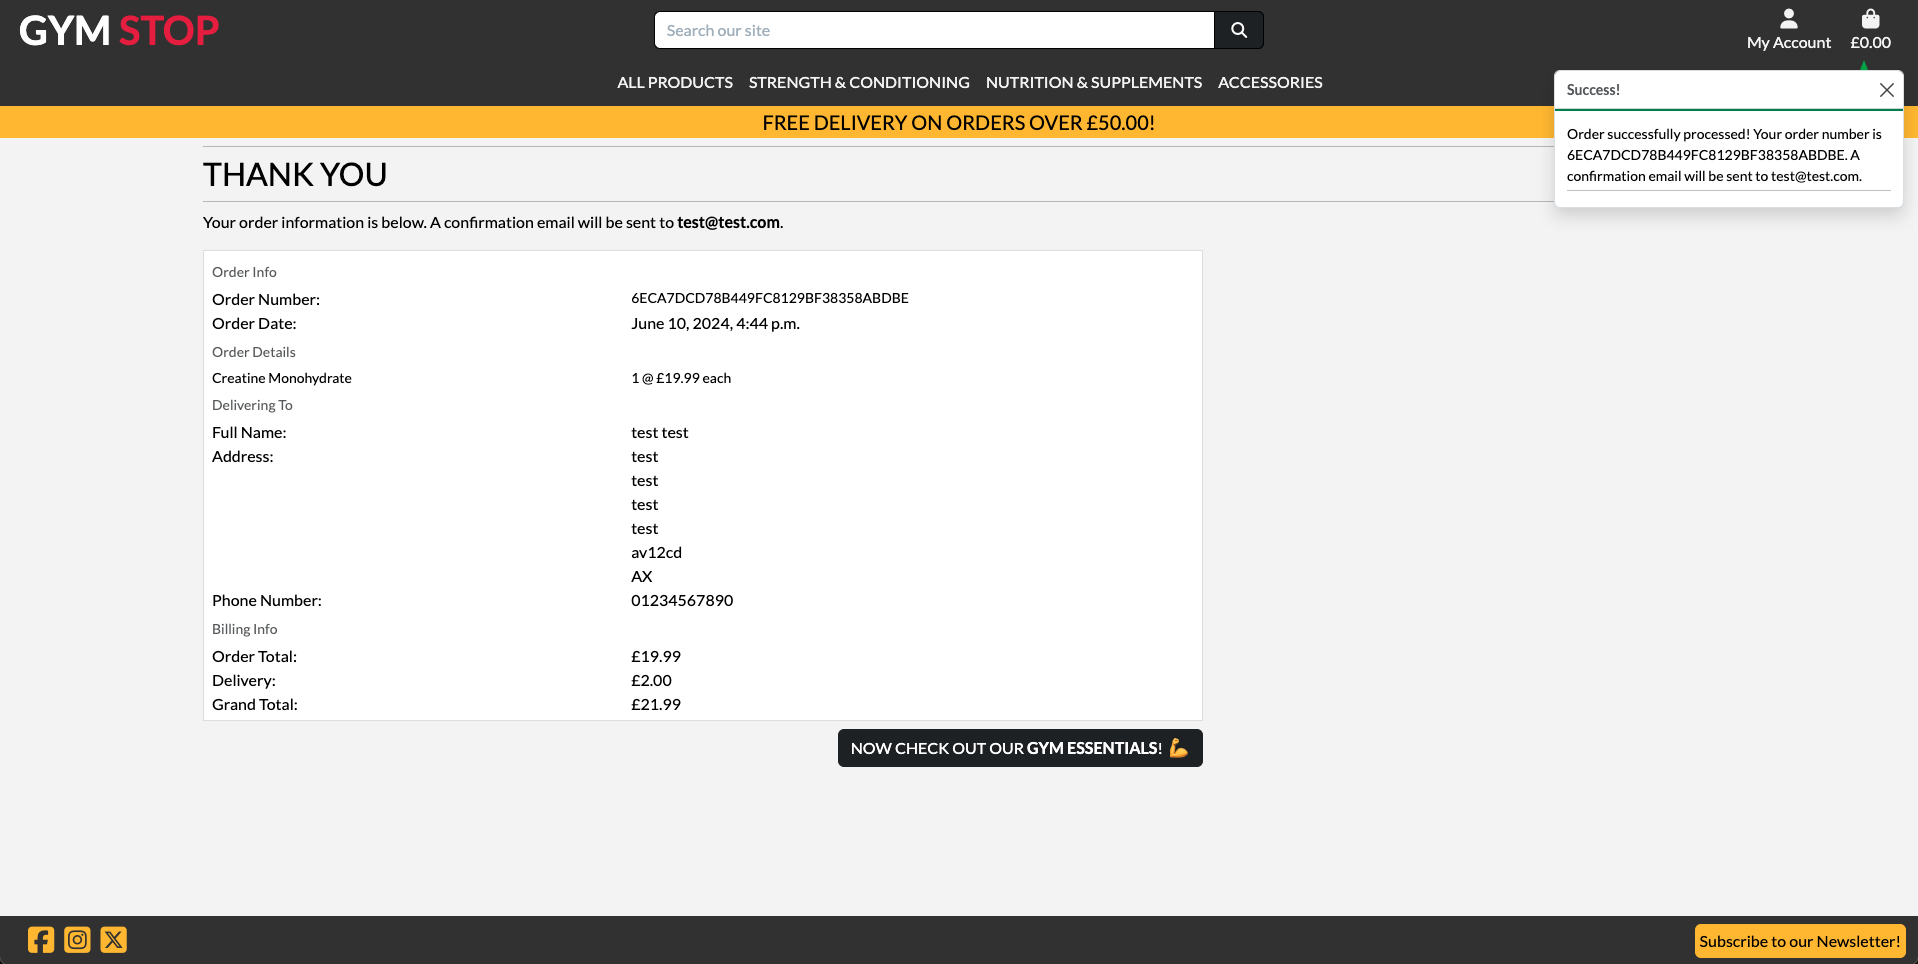 GYM STOP
Search our site
My Account
£0.00
ALL PRODUCTS STRENGTH & CONDITIONING NUTRITION & SUPPLEMENTS ACCESSORIES
FREE DELIVERY ON ORDERS OVER £50.00!
Success!
Order successfully processed! Your order number is
6ECA7DCD78B449FC8129BF38358ABDBE. A
confirmation email will be sent to test@test.com.
THANK YOU
Your order information is below. A confirmation email will be sent to test@test.com.
Order Info
Order Number: 6ECA7DCD78B449FC8129BF38358ABDBE
Order Date: June 10, 2024, 4:44 p.m.
Order Details
Creatine Monohydrate 1 @ £19.99 each
Delivering To
Full Name: test test
Address: test
test
test
test
av12cd
AX
Phone Number: 01234567890
Billing Info
Order Total: £19.99
Delivery: £2.00
Grand Total: £21.99
NOW CHECK OUT OUR GYM ESSENTIALS! 💪
Subscribe to our Newsletter!